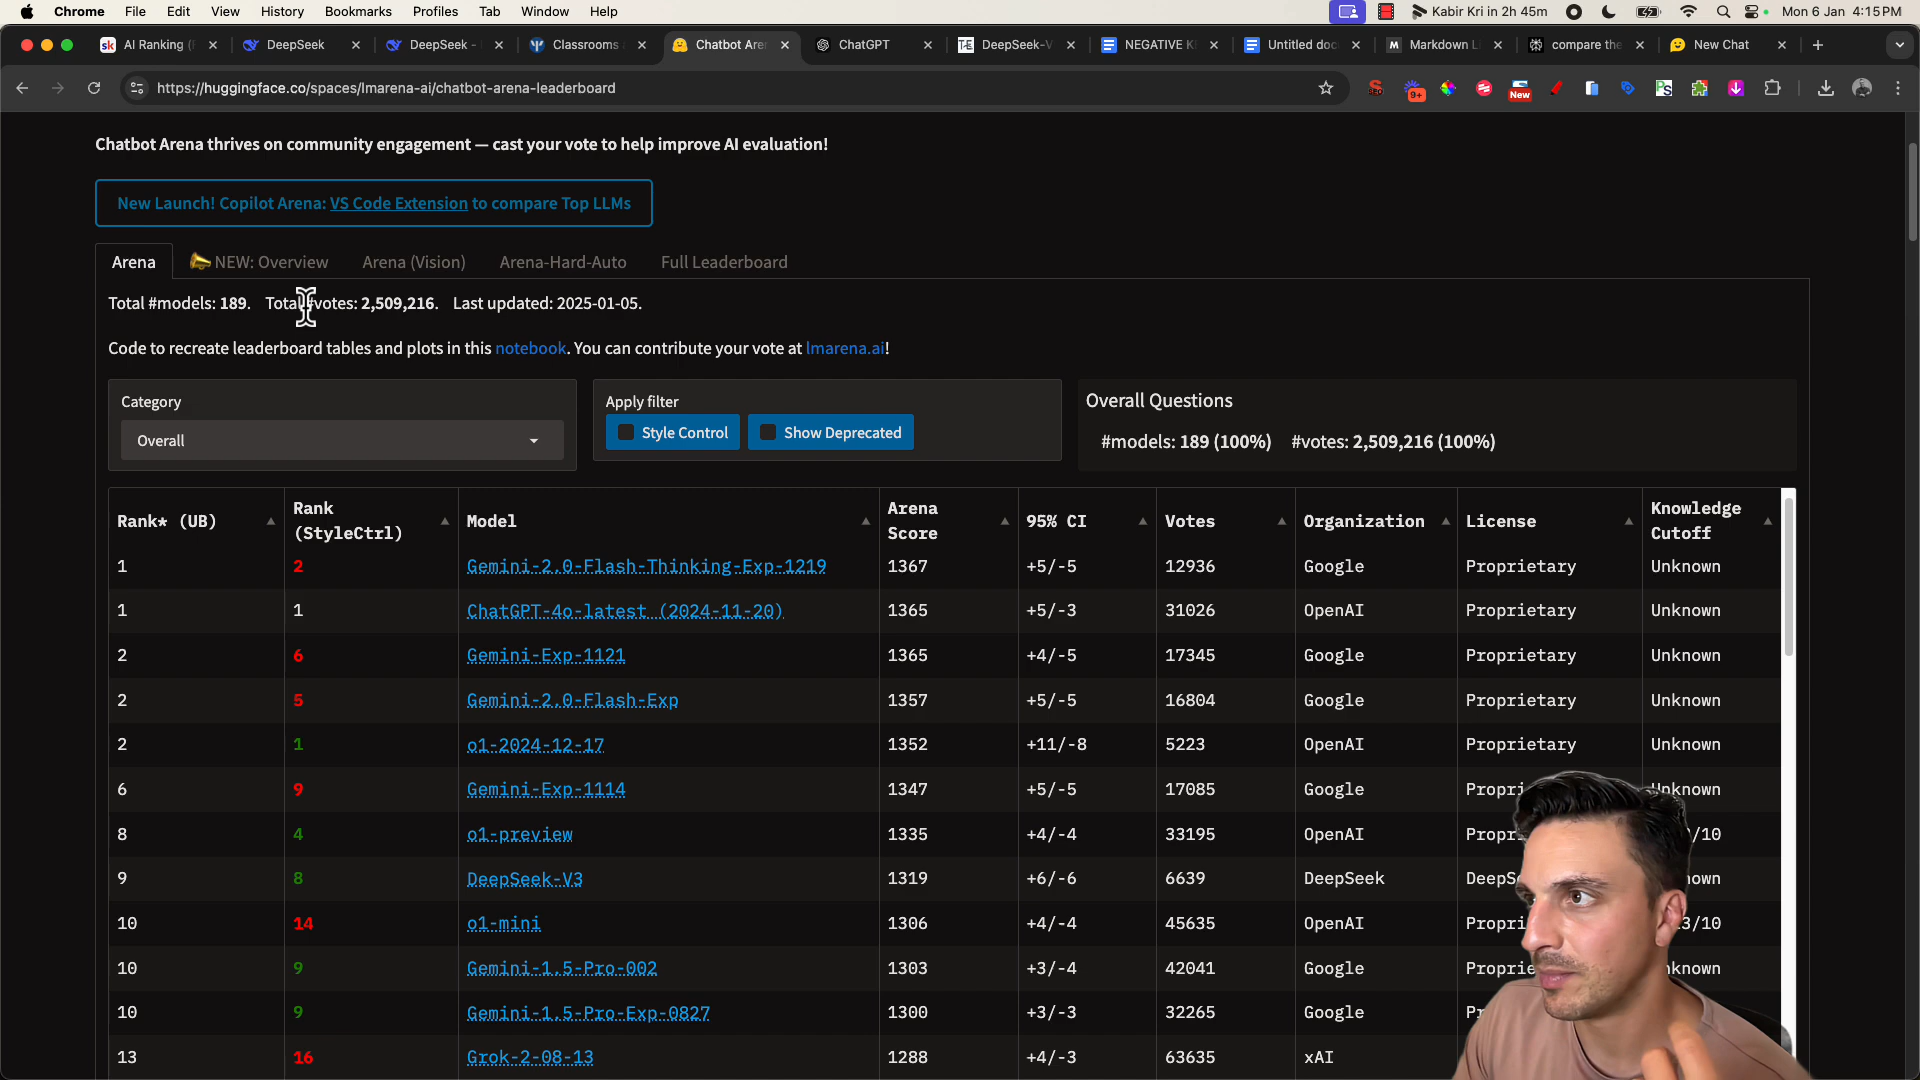 Chrome File Edit View History Bookmarks Profiles Tab Window Help Kabir Kri in 2h 45m Mon 6 Jan 4:15 PM
AI Ranking ( DeepSeek DeepSeek - Classrooms Chatbot Are ChatGPT DeepSeek-V NEGATIVE K Untitled doc Markdown L compare the New Chat
https://huggingface.co/spaces/lmarena-ai/chatbot-arena-leaderboard 9+ New
Chatbot Arena thrives on community engagement — cast your vote to help improve AI evaluation!
New Launch! Copilot Arena: VS Code Extension to compare Top LLMs
Arena NEW: Overview Arena (Vision) Arena-Hard-Auto Full Leaderboard
Total #models: 189. Total #votes: 2,509,216. Last updated: 2025-01-05.
Code to recreate leaderboard tables and plots in this notebook. You can contribute your vote at lmarena.ai!
Category Apply filter Overall Questions
Overall Style Control Show Deprecated #models: 189 (100%) #votes: 2,509,216 (100%)
Rank* (UB) Rank (StyleCtrl) Model Arena Score 95% CI Votes Organization License Knowledge Cutoff
1 2 Gemini-2.0-Flash-Thinking-Exp-1219 1367 +5/-5 12936 Google Proprietary Unknown
1 1 ChatGPT-4o-latest (2024-11-20) 1365 +5/-3 31026 OpenAI Proprietary Unknown
2 6 Gemini-Exp-1121 1365 +4/-5 17345 Google Proprietary Unknown
2 5 Gemini-2.0-Flash-Exp 1357 +5/-5 16804 Google Proprietary Unknown
2 1 o1-2024-12-17 1352 +11/-8 5223 OpenAI Proprietary Unknown
6 9 Gemini-Exp-1114 1347 +5/-5 17085 Google Propri nknown
8 4 o1-preview 1335 +4/-4 33195 OpenAI Propr /10
9 8 DeepSeek-V3 1319 +6/-6 6639 DeepSeek DeepS nown
10 14 o1-mini 1306 +4/-4 45635 OpenAI Propri 3/10
10 9 Gemini-1.5-Pro-002 1303 +3/-4 42041 Google Proprie known
10 9 Gemini-1.5-Pro-Exp-0827 1300 +3/-3 32265 Google Pr
13 16 Grok-2-08-13 1288 +4/-3 63635 xAI